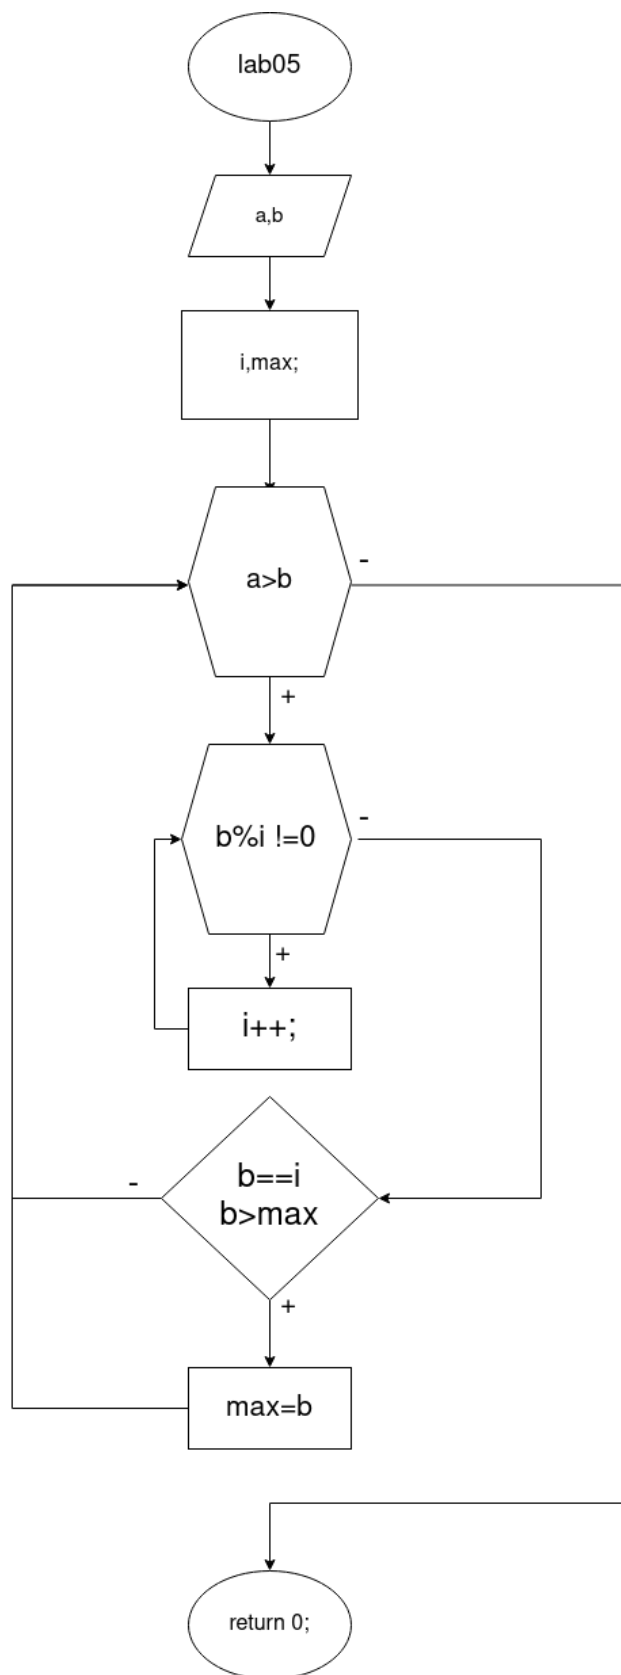 lab05
a,b
i,max;
a>b
-
+
b%i !=0
-
+
i++;
b==i
b>max
-
+
max=b
return 0;